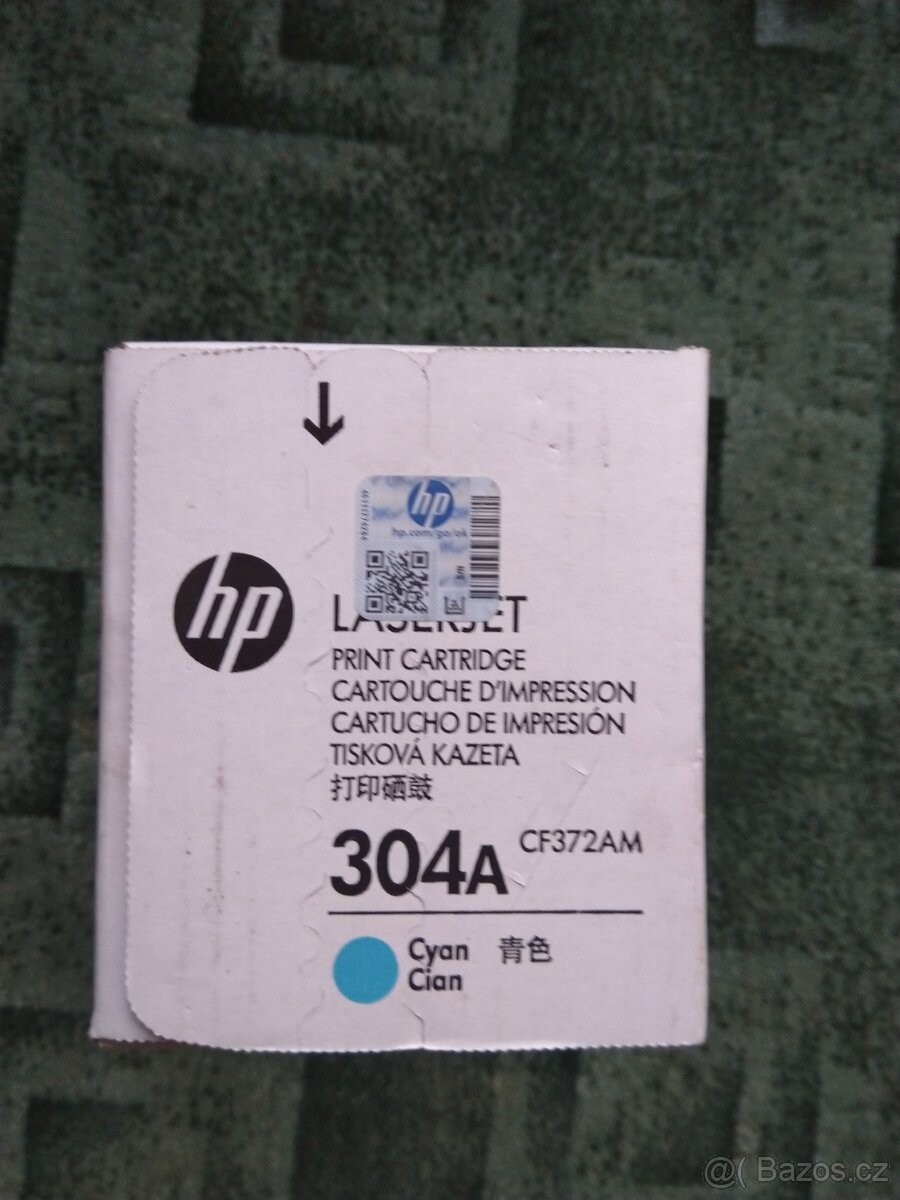 hp
hp.com/go/ok
hp
LASERJET
PRINT CARTRIDGE
CARTOUCHE D'IMPRESSION
CARTUCHO DE IMPRESIÓN
TISKOVÁ KAZETA
打印硒鼓
304A CF372AM
Cyan 青色
Cian
@( Bazos.cz